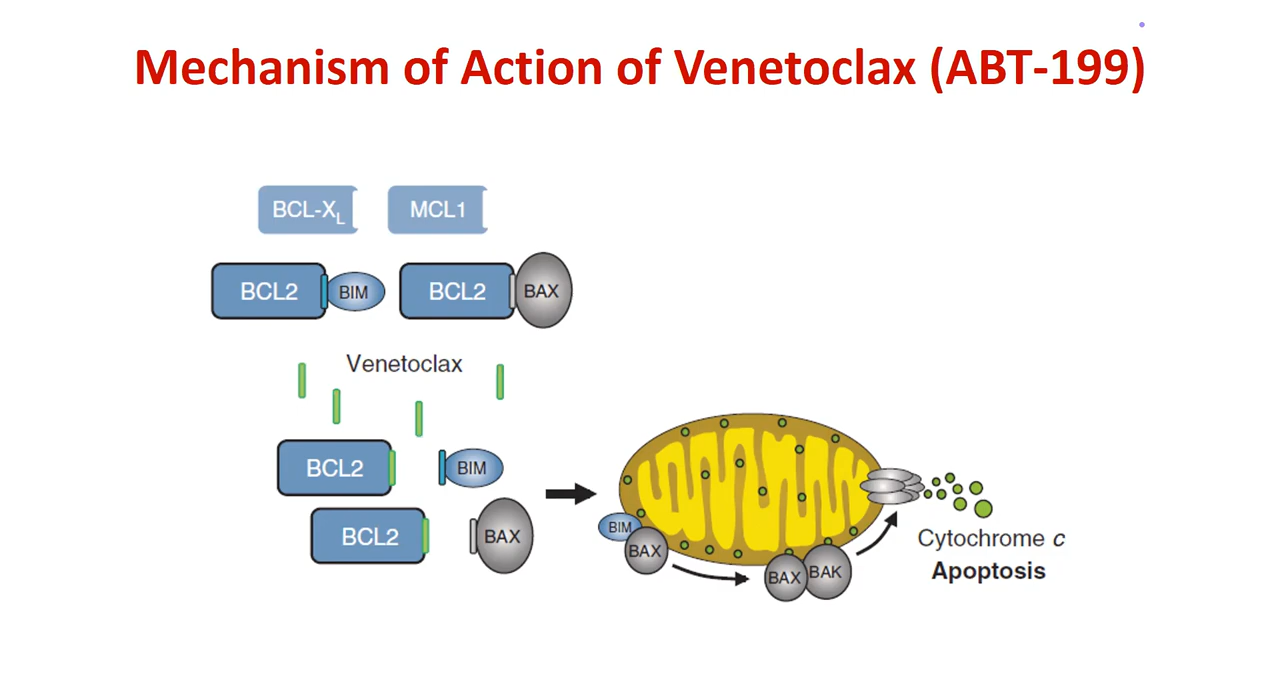 Mechanism of Action of Venetoclax (ABT-199)
BCL-X_L MCL1
BCL2 BIM BCL2 BAX
Venetoclax
BCL2 BIM
BCL2 BAX
BIM
BAX
BAX BAK
Cytochrome c
Apoptosis